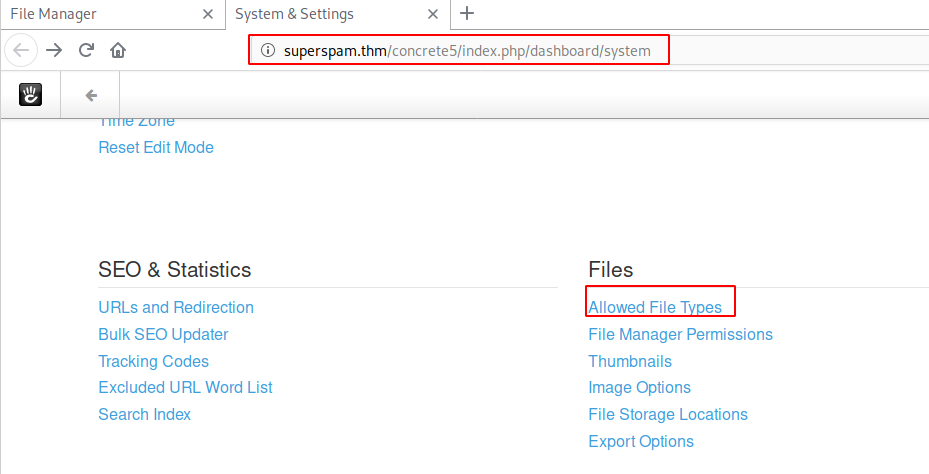 File Manager
System & Settings
superspam.thm/concrete5/index.php/dashboard/system
Time Zone
Reset Edit Mode
SEO & Statistics
URLs and Redirection
Bulk SEO Updater
Tracking Codes
Excluded URL Word List
Search Index
Files
Allowed File Types
File Manager Permissions
Thumbnails
Image Options
File Storage Locations
Export Options